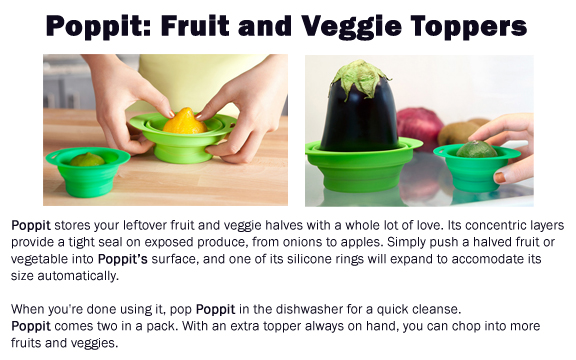 Poppit: Fruit and Veggie Toppers
Poppit stores your leftover fruit and veggie halves with a whole lot of love. Its concentric layers
provide a tight seal on exposed produce, from onions to apples. Simply push a halved fruit or
vegetable into Poppit's surface, and one of its silicone rings will expand to accomodate its
size automatically.
When you're done using it, pop Poppit in the dishwasher for a quick cleanse.
Poppit comes two in a pack. With an extra topper always on hand, you can chop into more
fruits and veggies.